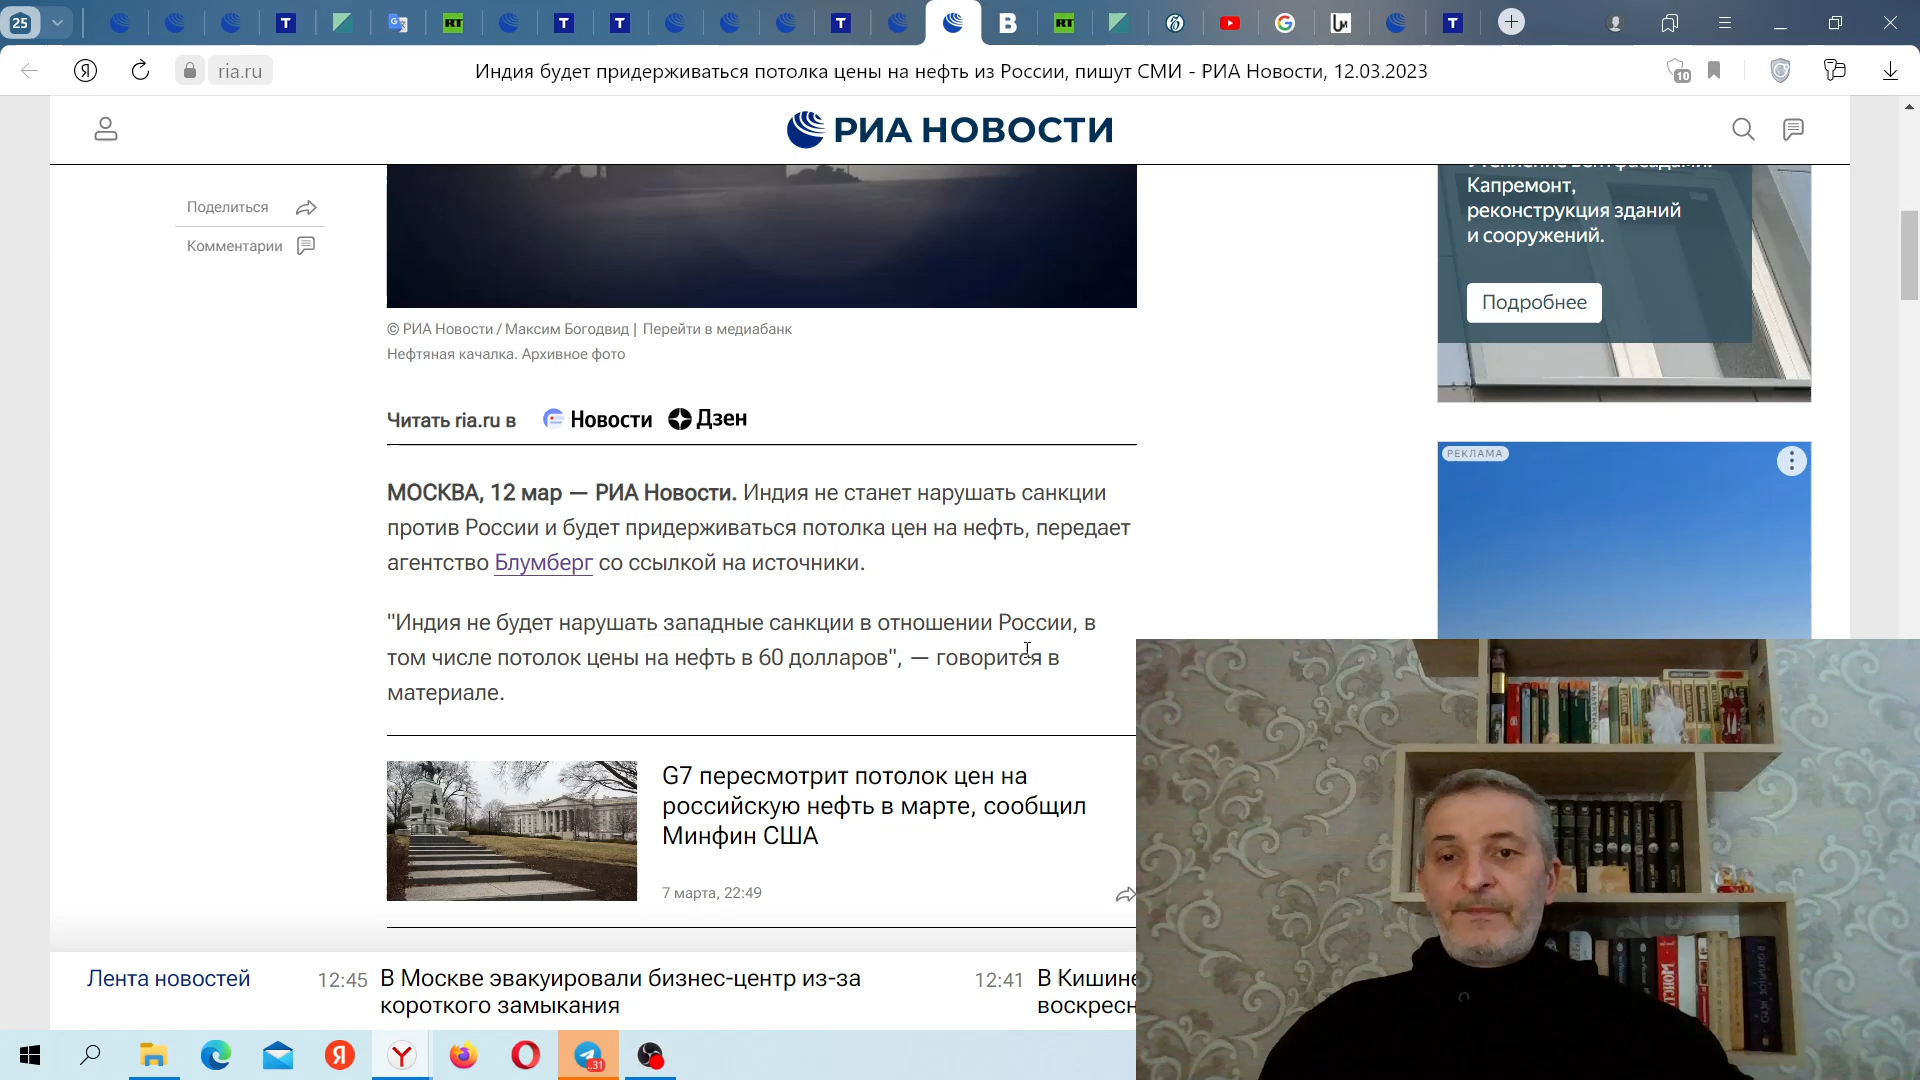 25
ria.ru
Индия будет придерживаться потолка цены на нефть из России, пишут СМИ - РИА Новости, 12.03.2023
10
РИА НОВОСТИ
Поделиться
Комментарии
Капремонт,
реконструкция зданий
и сооружений.
Подробнее
© РИА Новости / Максим Богодвид | Перейти в медиабанк
Нефтяная качалка. Архивное фото
Читать ria.ru в Новости Дзен
РЕКЛАМА
МОСКВА, 12 мар — РИА Новости. Индия не станет нарушать санкции
против России и будет придерживаться потолка цен на нефть, передает
агентство Блумберг со ссылкой на источники.
"Индия не будет нарушать западные санкции в отношении России, в
том числе потолок цены на нефть в 60 долларов", — говорится в
материале.
G7 пересмотрит потолок цен на
российскую нефть в марте, сообщил
Минфин США
7 марта, 22:49
Лента новостей
12:45 В Москве эвакуировали бизнес-центр из-за
короткого замыкания
12:41 В Кишине
воскресн